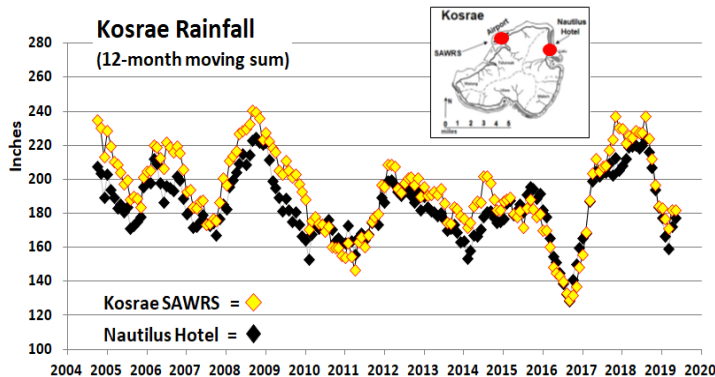 Kosrae Rainfall
(12-month moving sum)
Inches
280
260
240
220
200
180
160
140
120
100
2004 2005 2006 2007 2008 2009 2010 2011 2012 2013 2014 2015 2016 2017 2018 2019 2020
Kosrae SAWRS =
Nautilus Hotel =
Kosrae
Airport
SAWRS
Nautilus
Hotel
N
0 1 2 3 4 5
miles